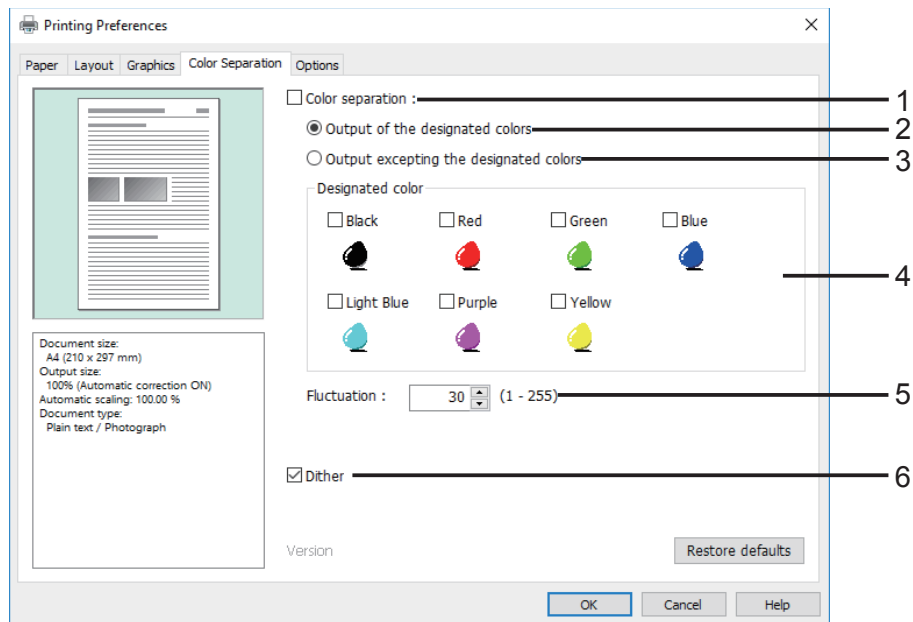 Printing Preferences
Paper Layout Graphics Color Separation Options
Color separation : 1
Output of the designated colors 2
Output excepting the designated colors 3
Designated color
Black Red Green Blue
4
Light Blue Purple Yellow
Document size:
A4 (210 x 297 mm)
Output size:
100% (Automatic correction ON)
Automatic scaling: 100.00 %
Document type:
Plain text / Photograph
Fluctuation : 30 (1 - 255) 5
Dither 6
Version Restore defaults
OK Cancel Help